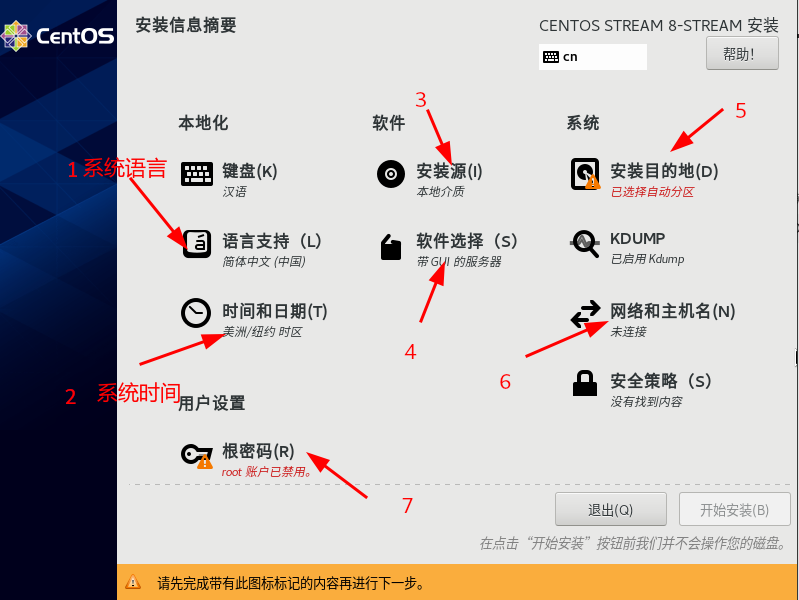 CentOS
安装信息摘要
CENTOS STREAM 8-STREAM 安装
cn
帮助!
本地化
软件
系统
1 系统语言
键盘(K)
汉语
语言支持（L）
简体中文 (中国)
时间和日期(T)
美洲/纽约 时区
2 系统时间
3
安装源(I)
本地介质
软件选择（S）
带 GUI 的服务器
4
5
安装目的地(D)
已选择自动分区
KDUMP
已启用 Kdump
网络和主机名(N)
未连接
6
安全策略（S）
没有找到内容
用户设置
根密码(R)
root 账户已禁用。
7
退出(Q)
开始安装(B)
在点击“开始安装”按钮前我们并不会操作您的磁盘。
请先完成带有此图标标记的内容再进行下一步。